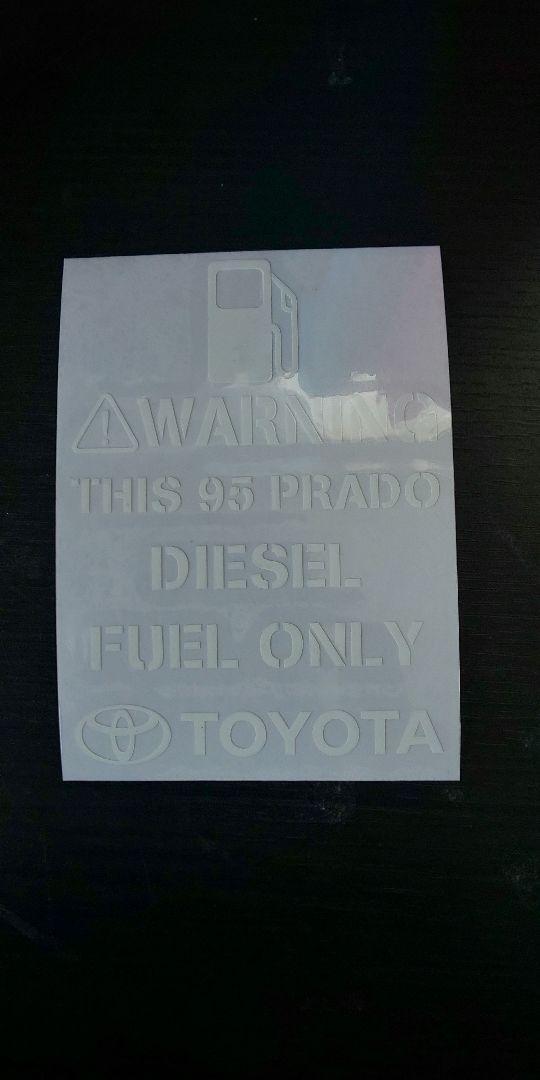 WARNING
THIS 95 PRADO
DIESEL
FUEL ONLY
TOYOTA